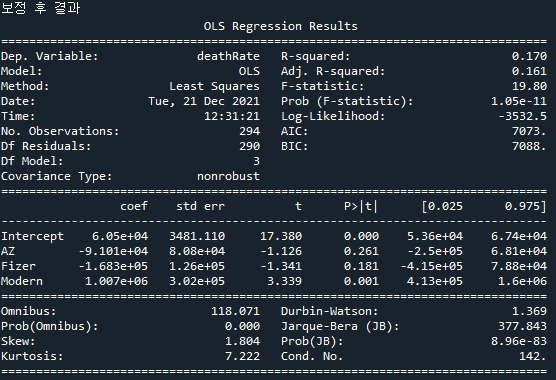 보정 후 결과
                            OLS Regression Results
==============================================================================
Dep. Variable:              deathRate   R-squared:                       0.170
Model:                            OLS   Adj. R-squared:                  0.161
Method:                 Least Squares   F-statistic:                     19.80
Date:                Tue, 21 Dec 2021   Prob (F-statistic):           1.05e-11
Time:                        12:31:21   Log-Likelihood:                -3532.5
No. Observations:                 294   AIC:                             7073.
Df Residuals:                     290   BIC:                             7088.
Df Model:                           3
Covariance Type:            nonrobust
==============================================================================
                 coef    std err          t      P>|t|      [0.025      0.975]
------------------------------------------------------------------------------
Intercept    6.05e+04   3481.110     17.380      0.000    5.36e+04    6.74e+04
AZ         -9.101e+04   8.08e+04     -1.126      0.261    -2.5e+05    6.81e+04
Fizer      -1.683e+05   1.26e+05     -1.341      0.181   -4.15e+05    7.88e+04
Modern      1.007e+06   3.02e+05      3.339      0.001    4.13e+05     1.6e+06
==============================================================================
Omnibus:                      118.071   Durbin-Watson:                   1.369
Prob(Omnibus):                  0.000   Jarque-Bera (JB):              377.843
Skew:                           1.804   Prob(JB):                     8.96e-83
Kurtosis:                       7.222   Cond. No.                         142.
==============================================================================